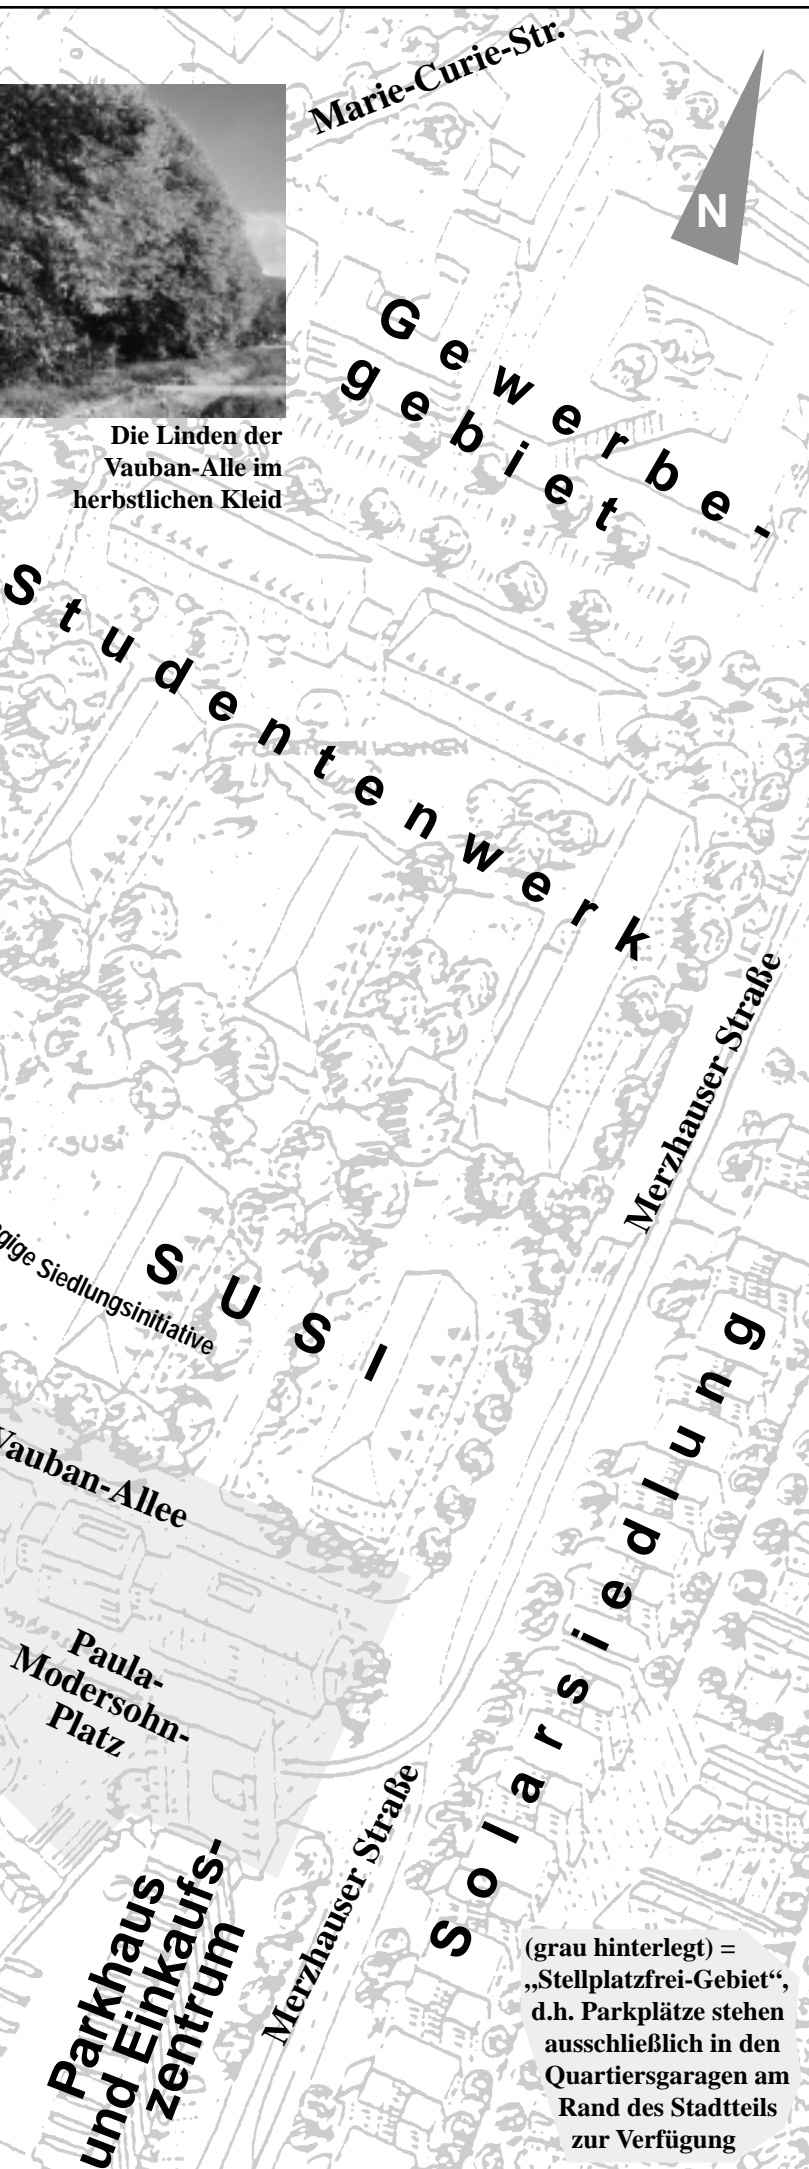 Marie-Curie-Str.
N
Gewerbe-
gebiet
Die Linden der
Vauban-Alle im
herbstlichen Kleid
Studentenwerk
Merzhauser Straße
susi
SUSI
Siedlungsinitiative
Solarsiedlung
Vauban-Allee
Paula-
Modersohn-
Platz
Merzhauser Straße
Parkhaus
und Einkaufs-
zentrum
(grau hinterlegt) =
„Stellplatzfrei-Gebiet“,
d.h. Parkplätze stehen
ausschließlich in den
Quartiersgaragen am
Rand des Stadtteils
zur Verfügung